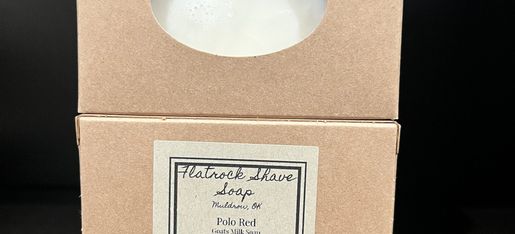 Flatrock Shave
Soap
Muldrow, OK
Polo Red
Goats Milk Soap